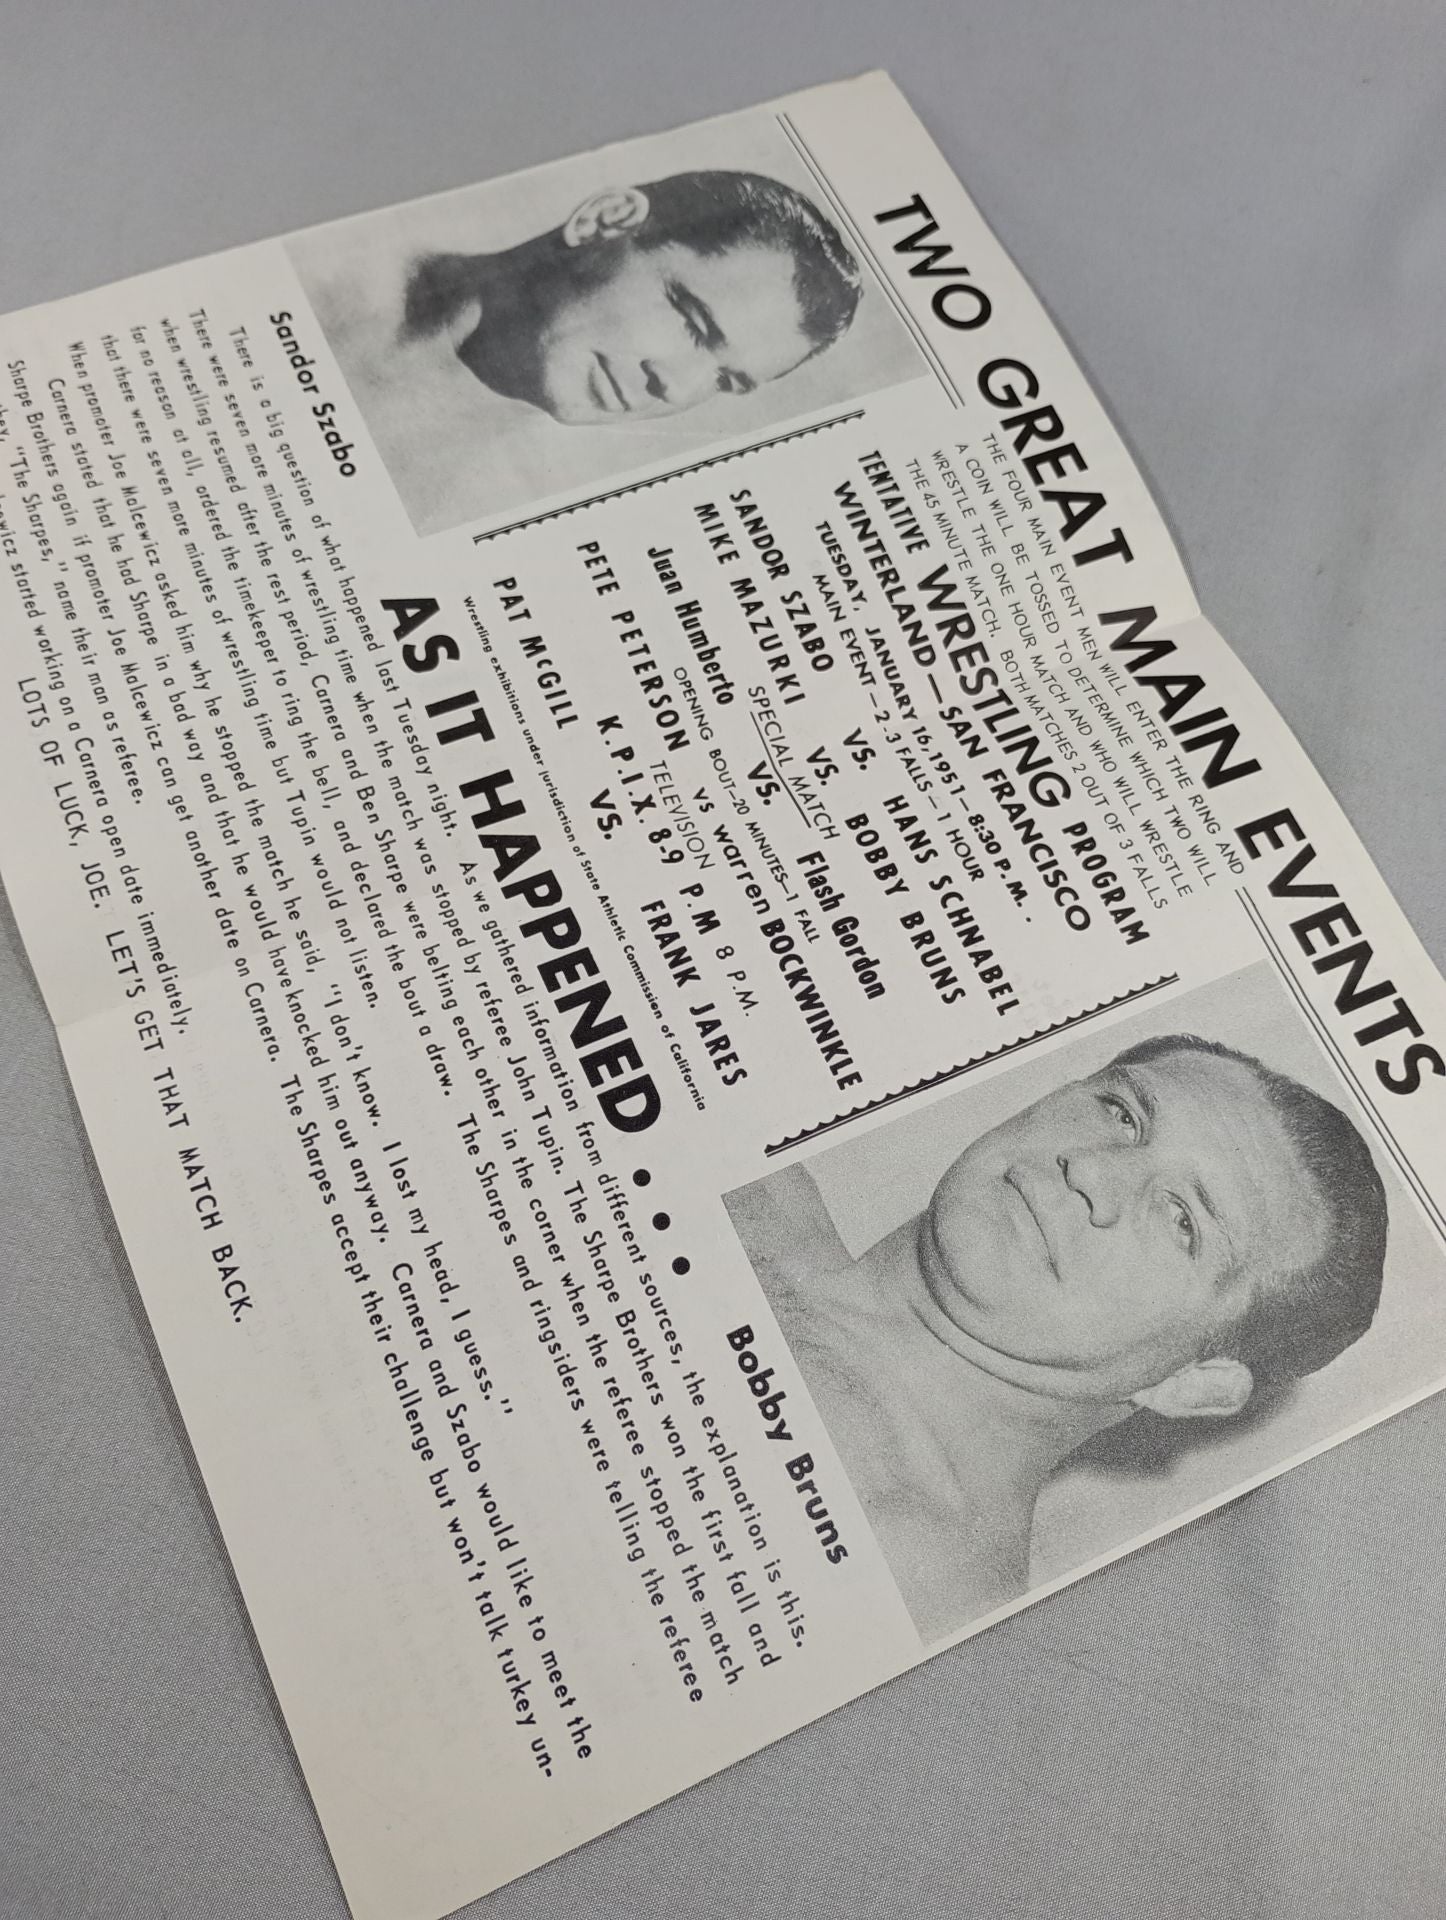 TWO GREAT MAIN EVENTS
THE FOUR MAIN EVENT MEN WILL ENTER THE RING AND
A COIN WILL BE TOSSED TO DETERMINE WHICH TWO WILL
WRESTLE THE ONE HOUR MATCH AND WHO WILL WRESTLE
THE 45 MINUTE MATCH. BOTH MATCHES 2 OUT OF 3 FALLS
TENTATIVE WRESTLING PROGRAM
WINTERLAND—SAN FRANCISCO
TUESDAY, JANUARY 16,1951—8:30 P.M..
MAIN EVENT—2-3 FALLS—1 HOUR
SANDOR SZABO VS. HANS SCHNABEL
MIKE MAZURKI VS. BOBBY BRUNS
SPECIAL MATCH
Juan Humberto VS. Flash Gordon
OPENING BOUT—20 MINUTES—1 FALL
PETE PETERSON vs Warren BOCKWINKLE
TELEVISION 8 P.M.
K.P.I.X. 8-9 P.M
PAT McGILL VS. FRANK JARES
Wrestling exhibitions under jurisdiction of State Athletic Commission of California
Sandor Szabo
Bobby Bruns
AS IT HAPPENED...
There is a big question of what happened last Tuesday night. As we gathered information from different sources, the explanation is this.
There were seven more minutes of wrestling time when the match was stopped by referee John Tupin. The Sharpe Brothers won the first fall and
when wrestling resumed after the rest period, Carnera and Ben Sharpe were belting each other in the corner when the referee stopped the match
for no reason at all, ordered the timekeeper to ring the bell, and declared the bout a draw. The Sharpes and ringsiders were telling the referee
that there were seven more minutes of wrestling time but Tupin would not listen.
When promoter Joe Malcewicz asked him why he stopped the match he said, "I don't know. I lost my head, I guess."
Carnera stated that he had Sharpe in a bad way and that he would have knocked him out anyway. Carnera and Szabo would like to meet the
Sharpe Brothers again if promoter Joe Malcewicz can get another date on Carnera. The Sharpes accept their challenge but won't talk turkey un-
they, "The Sharpes," name their man as referee.
started working on a Carnera open date immediately.
LOTS OF LUCK, JOE. LET'S GET THAT MATCH BACK.